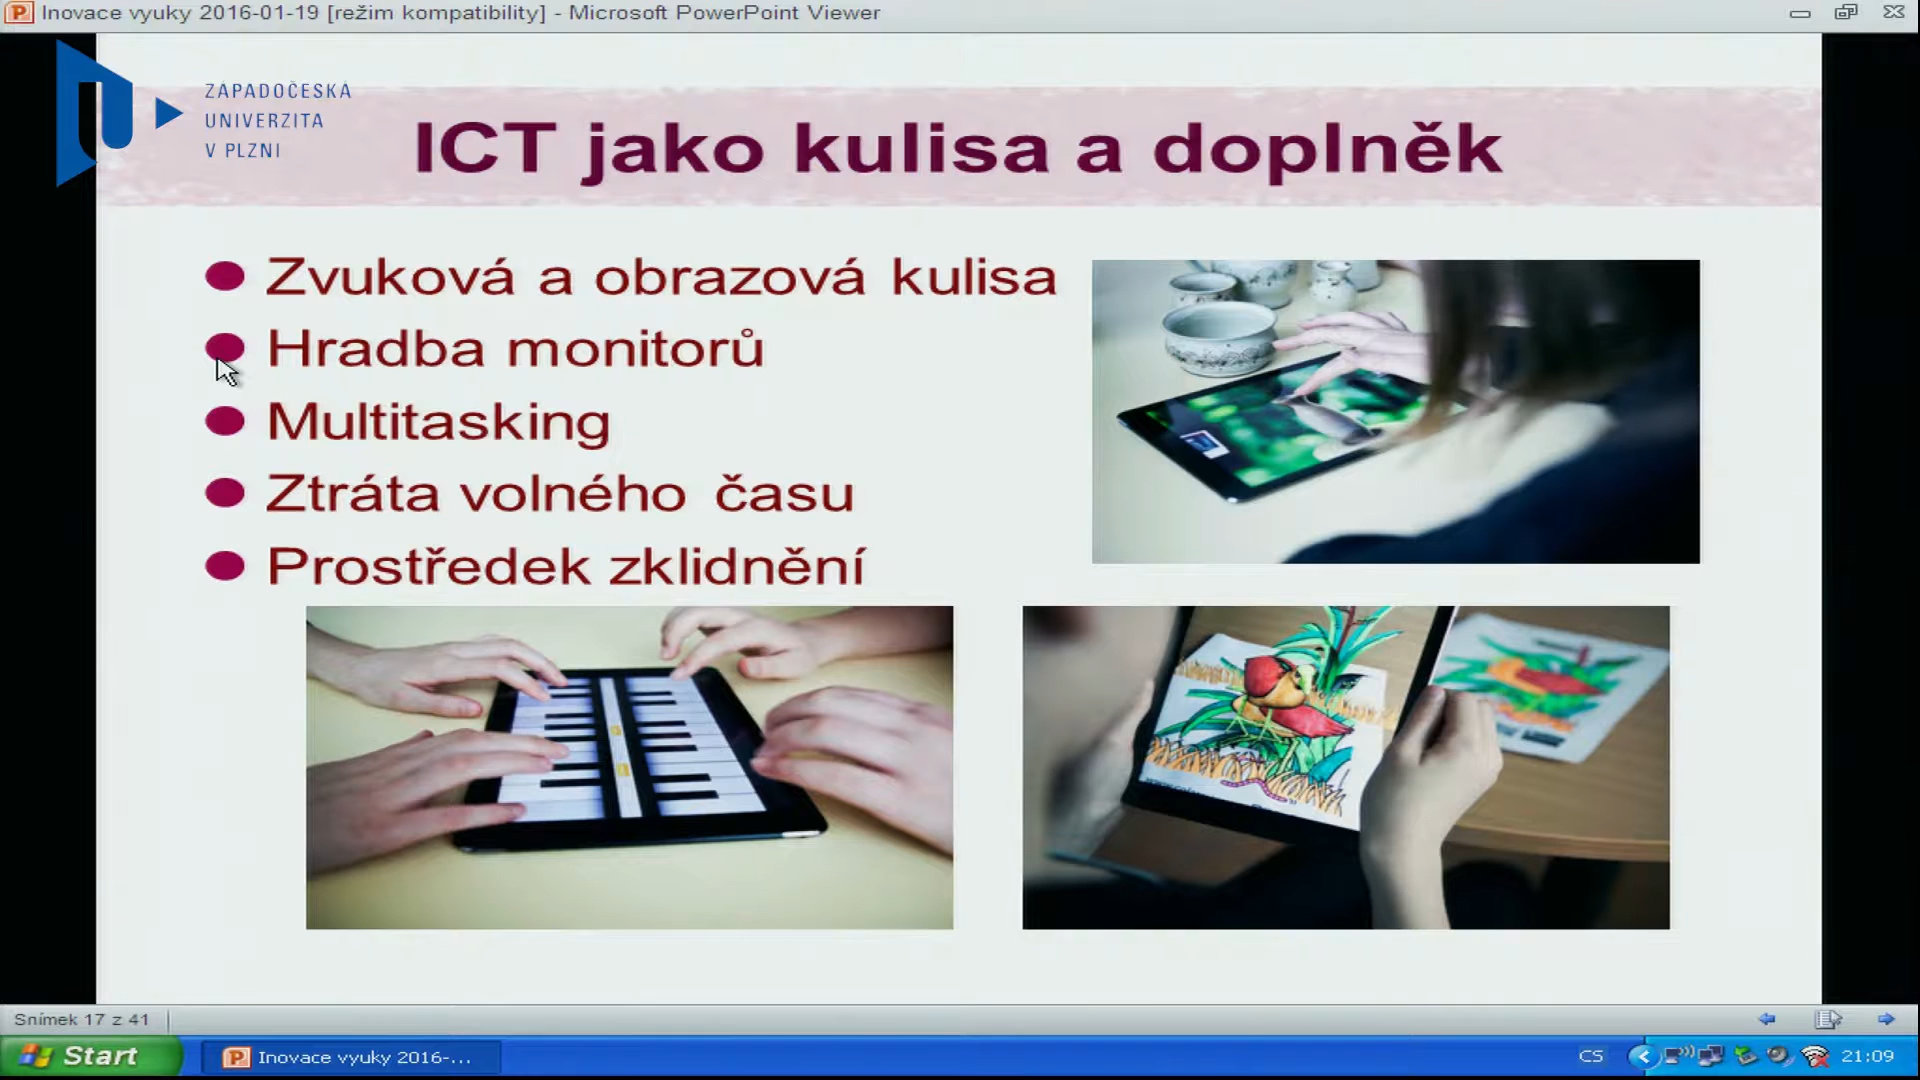 Inovace vyuky 2016-01-19 [režim kompatibility] - Microsoft PowerPoint Viewer
ZÁPADOČESKÁ
UNIVERZITA
V PLZNI
ICT jako kulisa a doplněk
Zvuková a obrazová kulisa
Hradba monitorů
Multitasking
Ztráta volného času
Prostředek zklidnění
Snímek 17 z 41
Start
Inovace vyuky 2016-...
CS
21:09